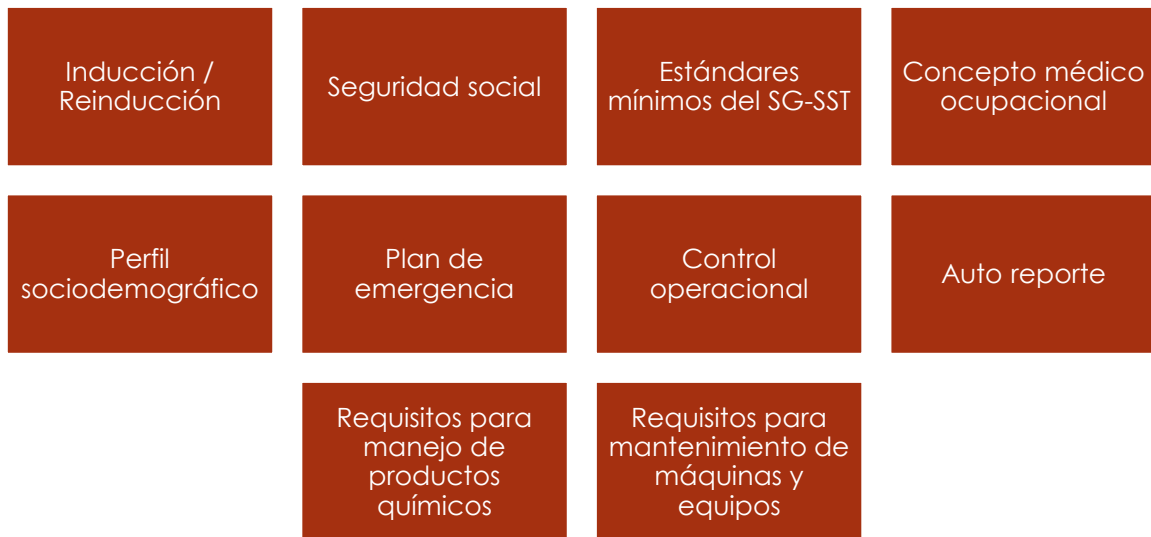 Inducción /
Reinducción
Seguridad social
Estándares
mínimos del SG-SST
Concepto médico
ocupacional
Perfil
sociodemográfico
Plan de
emergencia
Control
operacional
Auto reporte
Requisitos para
manejo de
productos
químicos
Requisitos para
mantenimiento de
máquinas y
equipos